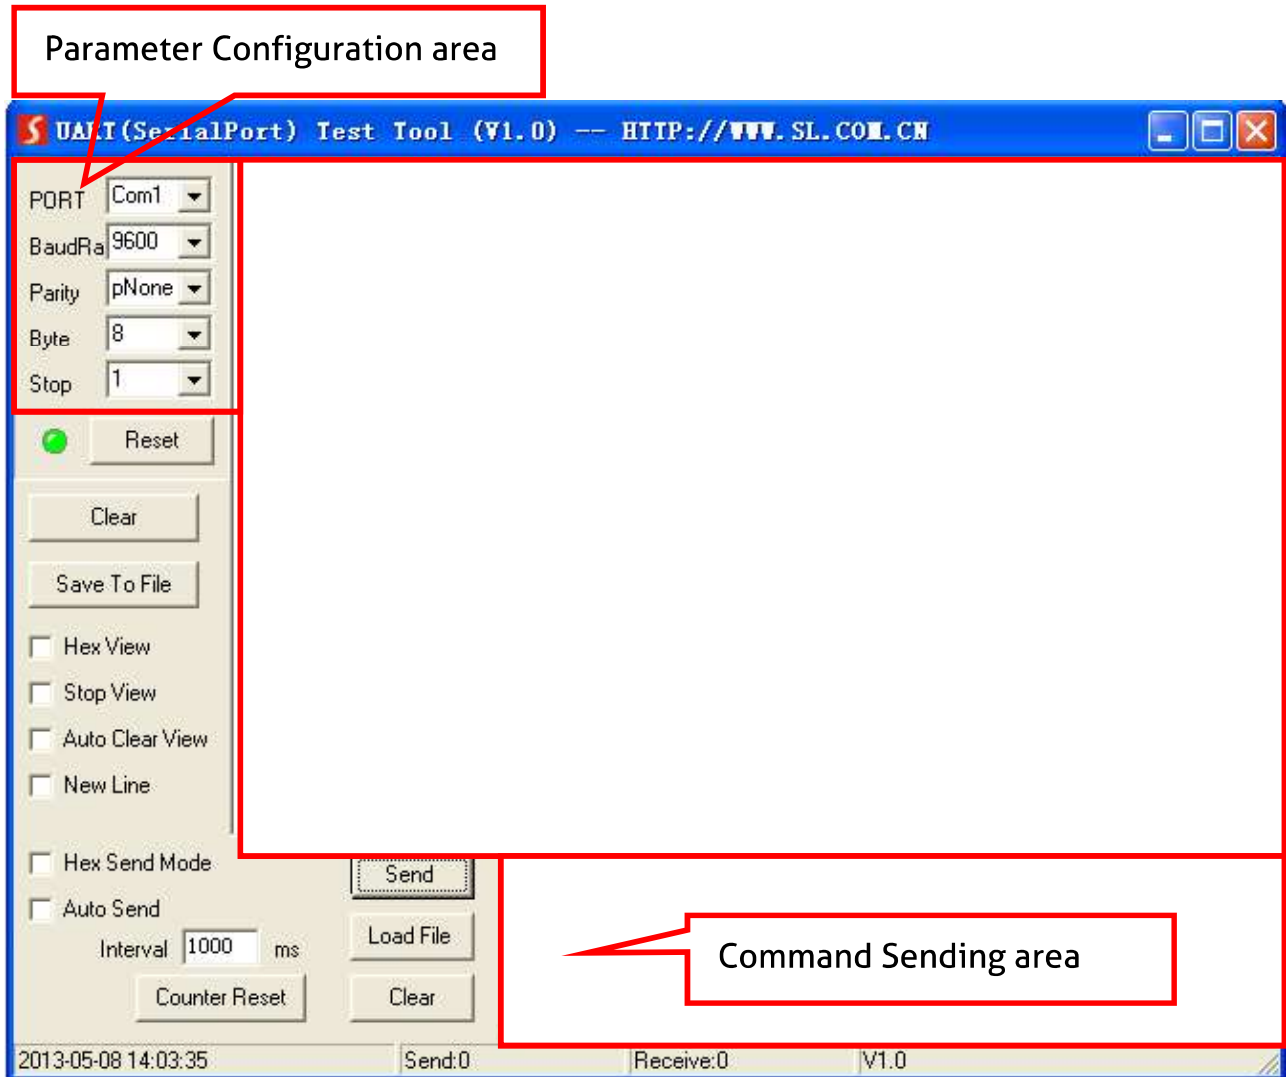 Parameter Configuration area
UART(SerialPort) Test Tool (V1.0) -- HTTP://WWW.SL.COM.CN
PORT Com1
BaudRa 9600
Parity pNone
Byte 8
Stop 1
Reset
Clear
Save To File
Hex View
Stop View
Auto Clear View
New Line
Hex Send Mode
Send
Auto Send
Interval 1000 ms
Load File
Command Sending area
Counter Reset
Clear
2013-05-08 14:03:35 Send:0 Receive:0 V1.0